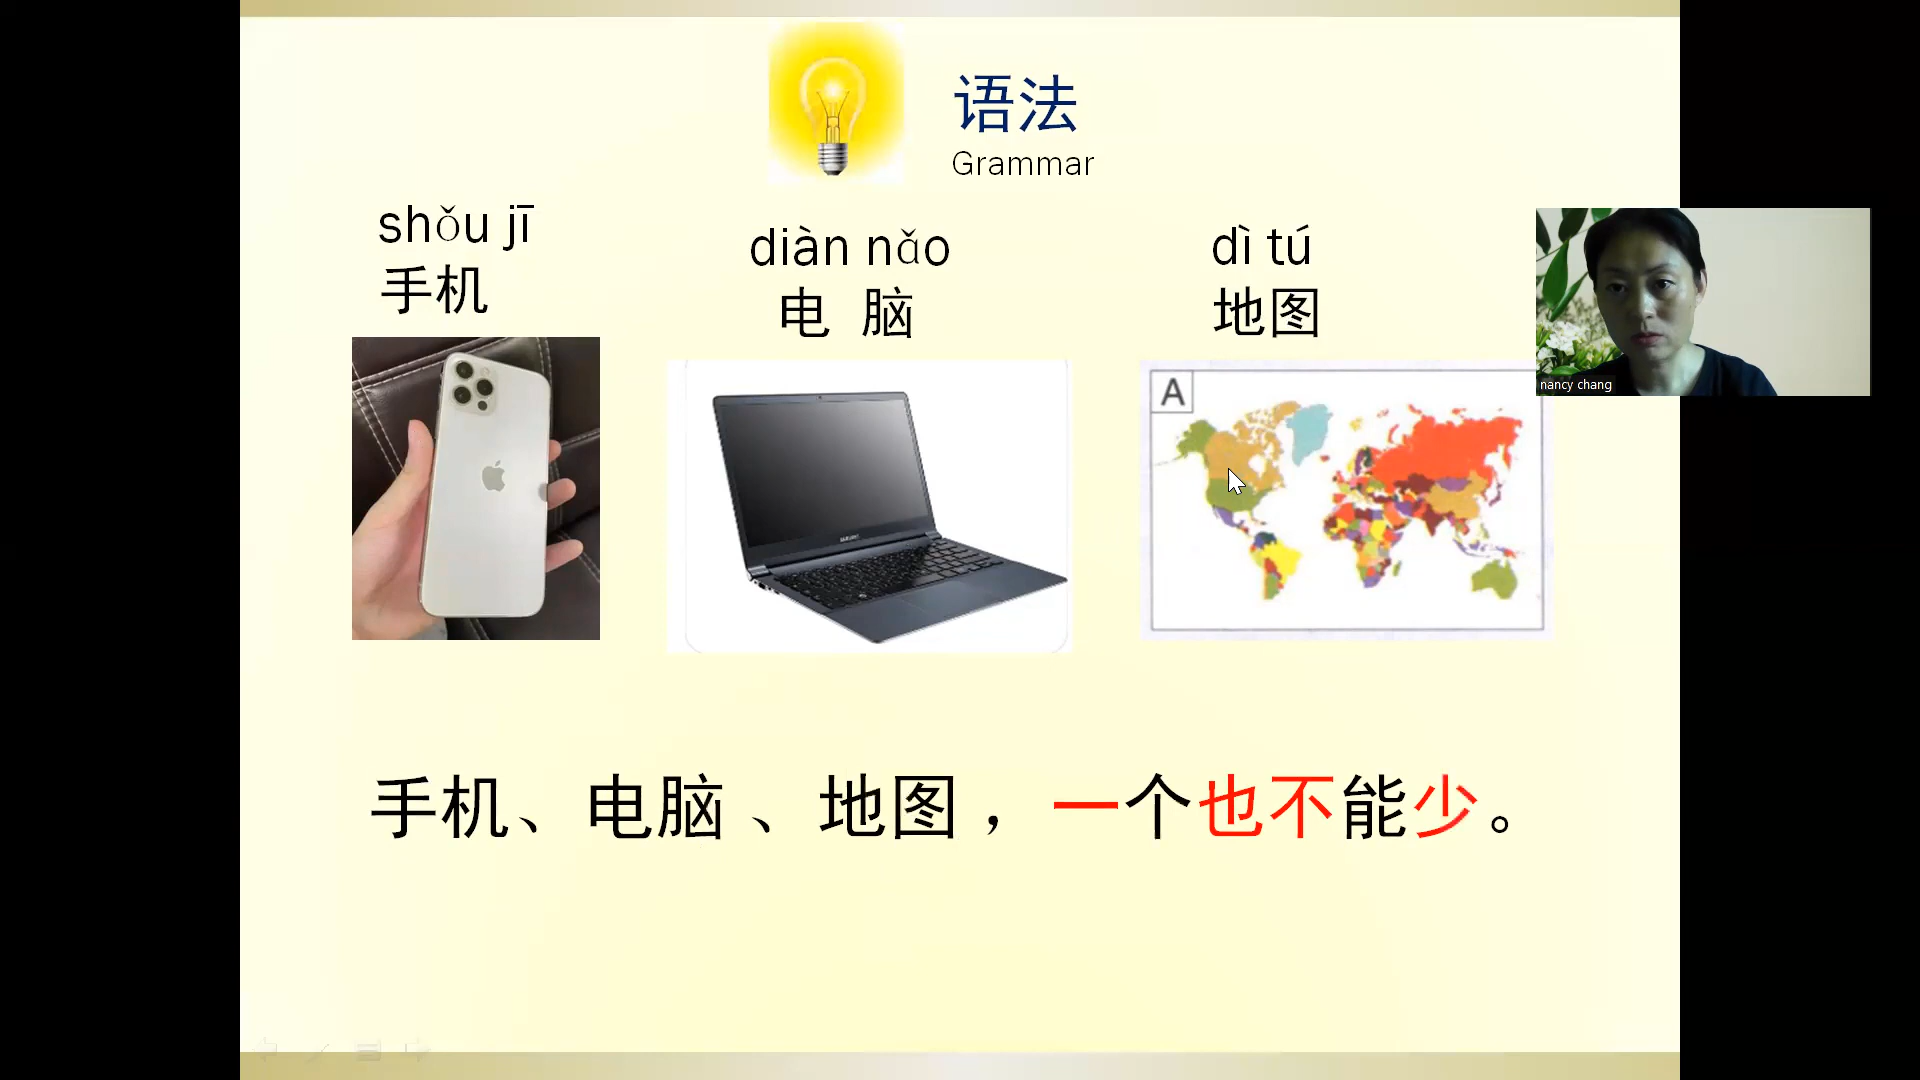 语法
Grammar
shǒu jī
手机
diàn nǎo
电 脑
dì tú
地图
A
nancy chang
手机、电脑 、地图 ，一个也不能少。